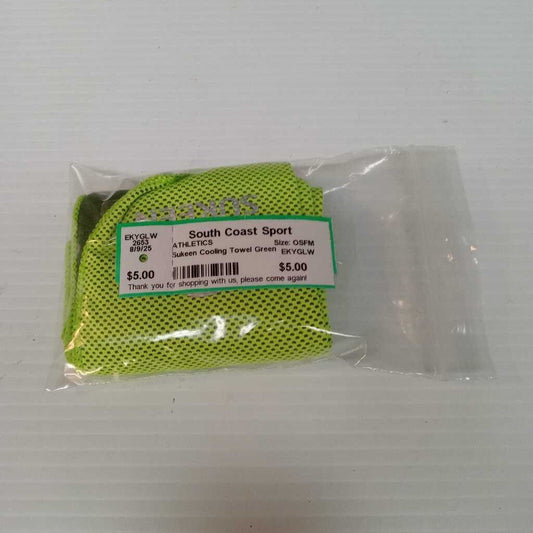 SUKEEN
EKYGLW
2653
8/9/25
$5.00
South Coast Sport
ATHLETICS Size: OSFM
Sukeen Cooling Towel Green EKYGLW
$5.00
Thank you for shopping with us, please come again!